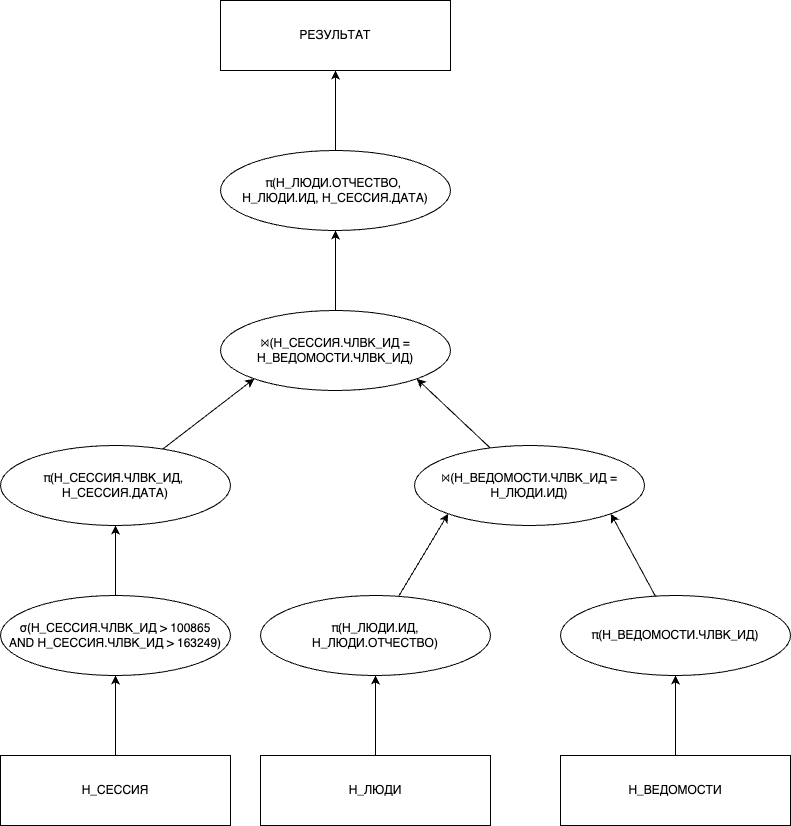 РЕЗУЛЬТАТ
π(Н_ЛЮДИ.ОТЧЕСТВО,
Н_ЛЮДИ.ИД, Н_СЕССИЯ.ДАТА)
⋈(Н_СЕССИЯ.ЧЛВК_ИД =
Н_ВЕДОМОСТИ.ЧЛВК_ИД)
π(Н_СЕССИЯ.ЧЛВК_ИД,
Н_СЕССИЯ.ДАТА)
⋈(Н_ВЕДОМОСТИ.ЧЛВК_ИД =
Н_ЛЮДИ.ИД)
σ(Н_СЕССИЯ.ЧЛВК_ИД > 100865
AND Н_СЕССИЯ.ЧЛВК_ИД > 163249)
π(Н_ЛЮДИ.ИД,
Н_ЛЮДИ.ОТЧЕСТВО)
π(Н_ВЕДОМОСТИ.ЧЛВК_ИД)
Н_СЕССИЯ
Н_ЛЮДИ
Н_ВЕДОМОСТИ